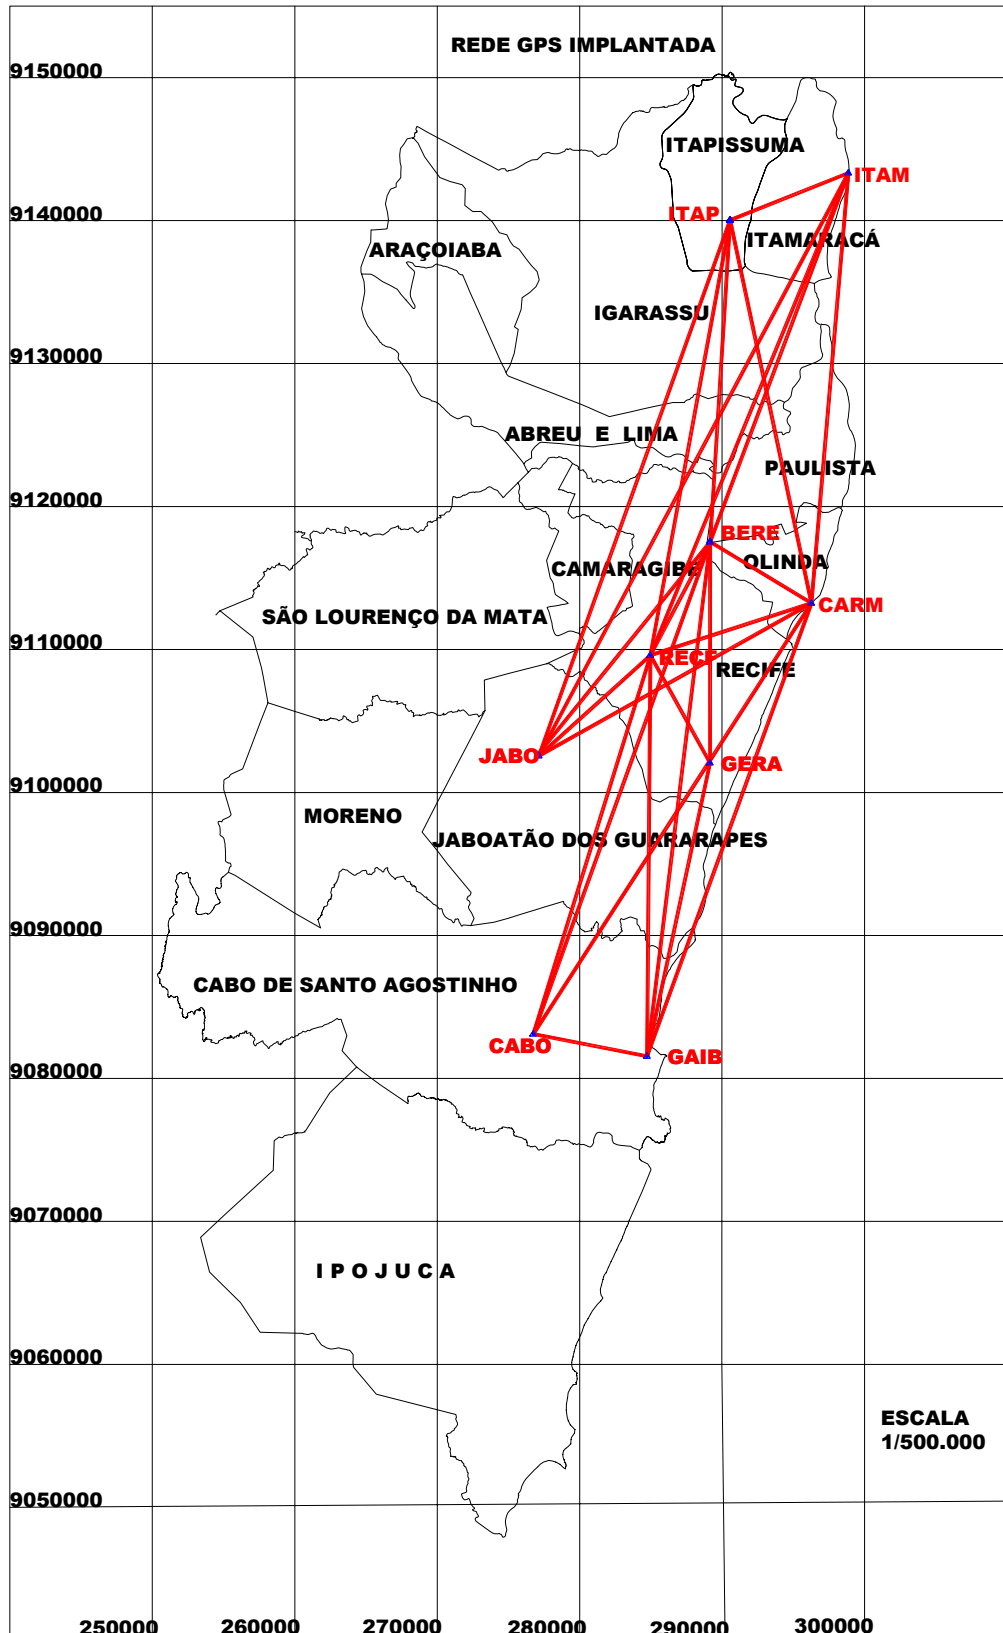 REDE GPS IMPLANTADA
9150000
ITAPISSUMA
ITAM
ITAP
9140000
ITAMARACÁ
ARAÇOIABA
IGARASSU
9130000
ABREU E LIMA
PAULISTA
9120000
BERE
OLINDA
CAMARAGIBE
CARM
SÃO LOURENÇO DA MATA
9110000
RECF
RECIFE
JABO
GERA
9100000
MORENO
JABOATÃO DOS GUARARAPES
9090000
CABO DE SANTO AGOSTINHO
CABO
GAIB
9080000
9070000
I P O J U C A
9060000
ESCALA
1/500.000
9050000
250000 260000 270000 280000 290000 300000